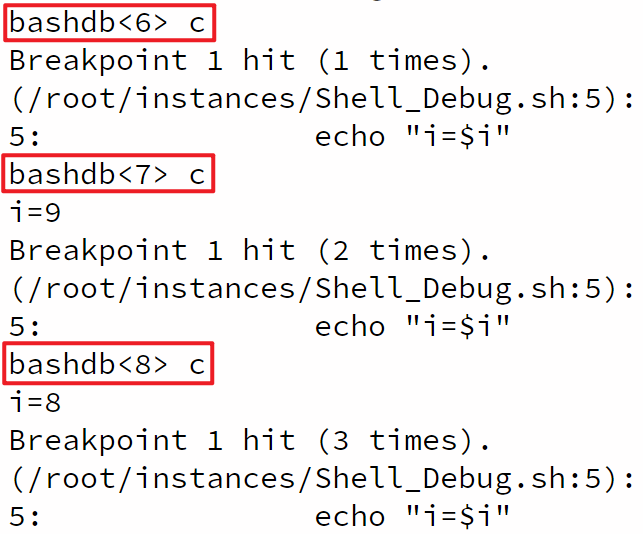 bashdb<6> c
Breakpoint 1 hit (1 times).
(/root/instances/Shell_Debug.sh:5):
5:                  echo "i=$i"
bashdb<7> c
i=9
Breakpoint 1 hit (2 times).
(/root/instances/Shell_Debug.sh:5):
5:                  echo "i=$i"
bashdb<8> c
i=8
Breakpoint 1 hit (3 times).
(/root/instances/Shell_Debug.sh:5):
5:                  echo "i=$i"